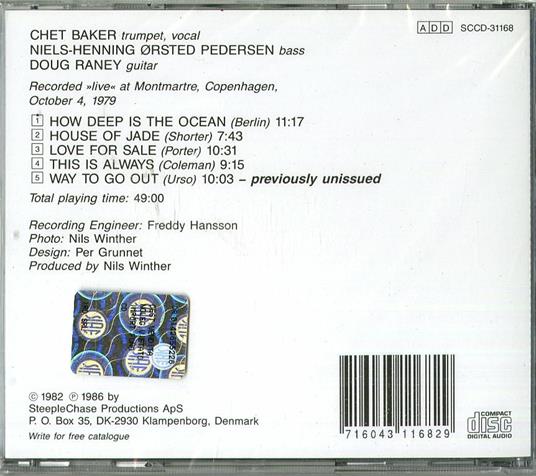 CHET BAKER trumpet, vocal
ADD SCCD-31168
NIELS-HENNING ØRSTED PEDERSEN bass
DOUG RANEY guitar
Recorded »live« at Montmartre, Copenhagen,
October 4, 1979
1 HOW DEEP IS THE OCEAN (Berlin) 11:17
2 HOUSE OF JADE (Shorter) 7:43
3 LOVE FOR SALE (Porter) 10:31
4 THIS IS ALWAYS (Coleman) 9:15
5 WAY TO GO OUT (Urso) 10:03 – previously unissued
Total playing time: 49:00
Recording Engineer: Freddy Hansson
Photo: Nils Winther
Design: Per Grunnet
Produced by Nils Winther
SIAE
© 1982 ℗ 1986 by
SteepleChase Productions ApS
P. O. Box 35, DK-2930 Klampenborg, Denmark
Write for free catalogue
7 16043 11682 9
COMPACT
disc
DIGITAL AUDIO